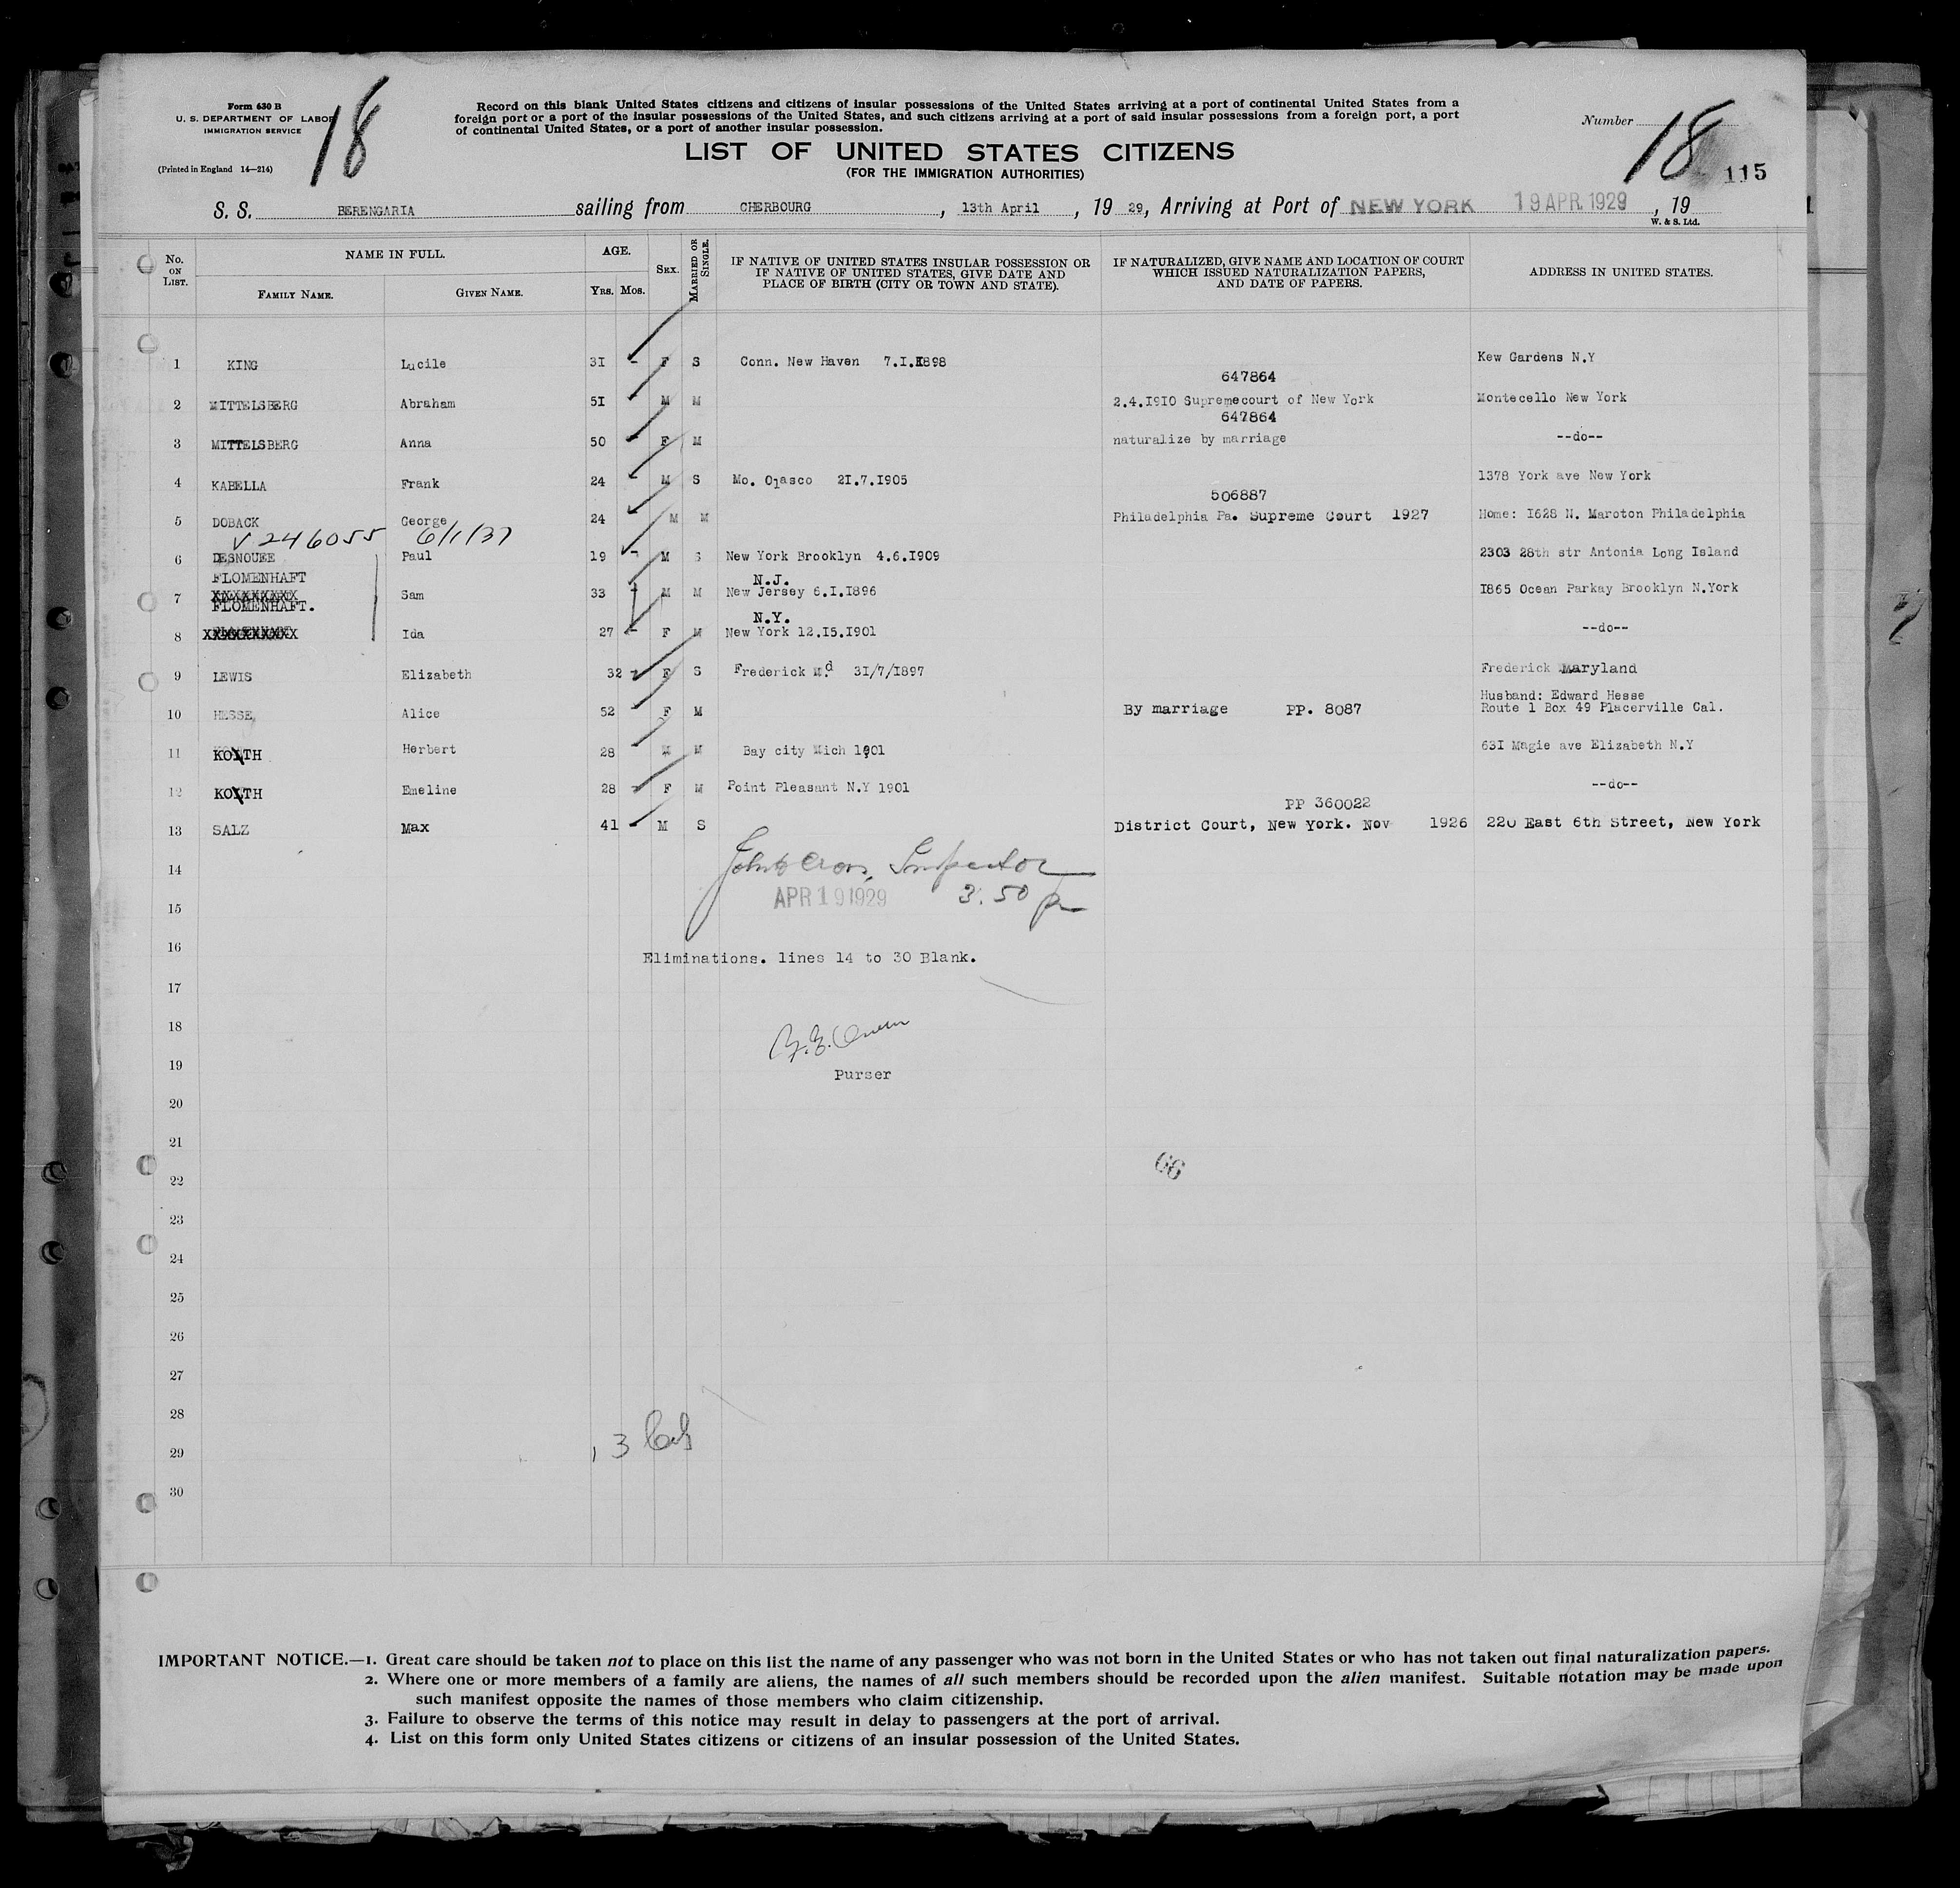 Form 630 B
U. S. DEPARTMENT OF LABOR
IMMIGRATION SERVICE
(Printed in England 14—214)
18
Record on this blank United States citizens and citizens of insular possessions of the United States arriving at a port of continental United States from a
foreign port or a port of the insular possessions of the United States, and such citizens arriving at a port of said insular possessions from a foreign port, a port
of continental United States, or a port of another insular possession.
LIST OF UNITED STATES CITIZENS
(FOR THE IMMIGRATION AUTHORITIES)
Number 18
115
S. S. BERENGARIA sailing from CHERBOURG, 13th April, 19 29, Arriving at Port of NEW YORK 19 APR 1929, 19
W. & S. Ltd.
No. ON LIST. NAME IN FULL. FAMILY NAME. GIVEN NAME. AGE. YRS. MOS. SEX. MARRIED OR SINGLE. IF NATIVE OF UNITED STATES INSULAR POSSESSION OR IF NATIVE OF UNITED STATES, GIVE DATE AND PLACE OF BIRTH (CITY OR TOWN AND STATE). IF NATURALIZED, GIVE NAME AND LOCATION OF COURT WHICH ISSUED NATURALIZATION PAPERS, AND DATE OF PAPERS. ADDRESS IN UNITED STATES.
1 KING Lucile 3I - F S Conn. New Haven 7.I.1898 Kew Gardens N.Y
647864
2 MITTELSBERG Abraham 5I M M 2.4.I9I0 Supremecourt of New York Montecello New York
647864
3 MITTELSBERG Anna 50 - F M naturalize by marriage --do--
4 KABELLA Frank 24 - M S Mo. Olasco 2I.7.I905 1378 York ave New York
506887
5 DOBACK George 24 M M Philadelphia Pa. Supreme Court 1927 Home: I628 N. Maroton Philadelphia
V 246055 6/1/37
6 DESNOUEE Paul 19 - M S New York Brooklyn 4.6.I909 2303 28th str Antonia Long Island
FLOMENHAFT N.J.
7 XXXXXXXXX Sam 33 - M M New Jersey 6.I.I896 I865 Ocean Parkay Brooklyn N.York
FLOMENHAFT. N.Y.
8 XXXXXXXXXX Ida 27 - F M New York 12.I5.I90I --do--
9 LEWIS Elizabeth 32 - F S Frederick Md. 3I/7/I897 Frederick Maryland
Husband: Edward Hesse
10 HESSE, Alice 52 - F M By marriage PP. 8087 Route 1 Box 49 Placerville Cal.
11 KOLTH Herbert 28 M M Bay city Mich 1901 63I Magie ave Elizabeth N.Y
12 KOLTH Emeline 28 - F M Point Pleasant N.Y 1901 --do--
PP 360022
13 SALZ Max 41 - M S District Court, New York. Nov 1926 220 East 6th Street, New York
14 Inspector
15 APR 19 1929 3:50 p
16
Eliminations. lines 14 to 30 Blank.
17
18
19
Purser
20
21
66
22
23
24
25
26
27
28
29 13
30
IMPORTANT NOTICE.—1. Great care should be taken not to place on this list the name of any passenger who was not born in the United States or who has not taken out final naturalization papers.
2. Where one or more members of a family are aliens, the names of all such members should be recorded upon the alien manifest. Suitable notation may be made upon
such manifest opposite the names of those members who claim citizenship.
3. Failure to observe the terms of this notice may result in delay to passengers at the port of arrival.
4. List on this form only United States citizens or citizens of an insular possession of the United States.